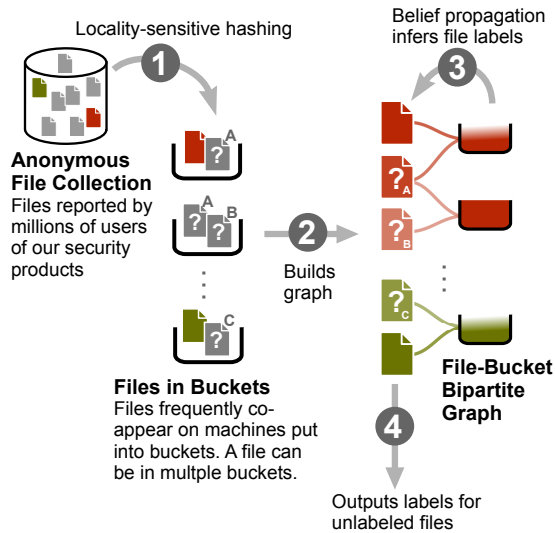 Locality-sensitive hashing
1
Belief propagation
infers file labels
3
Anonymous
File Collection
Files reported by
millions of users
of our security
products
? A
? A
? B
? C
Files in Buckets
Files frequently co-
appear on machines put
into buckets. A file can
be in multple buckets.
2
Builds
graph
? A
? B
? C
File-Bucket
Bipartite
Graph
4
Outputs labels for
unlabeled files